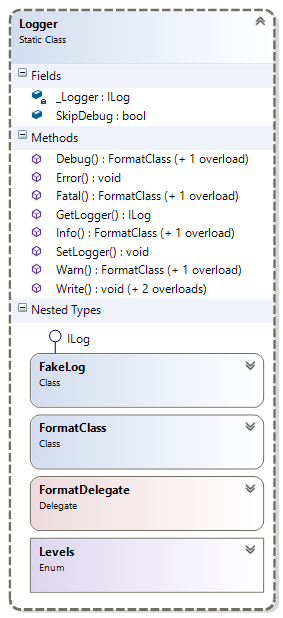 Logger
Static Class
Fields
_Logger : ILog
SkipDebug : bool
Methods
Debug() : FormatClass (+ 1 overload)
Error() : void
Fatal() : FormatClass (+ 1 overload)
GetLogger() : ILog
Info() : FormatClass (+ 1 overload)
SetLogger() : void
Warn() : FormatClass (+ 1 overload)
Write() : void (+ 2 overloads)
Nested Types
ILog
FakeLog
Class
FormatClass
Class
FormatDelegate
Delegate
Levels
Enum